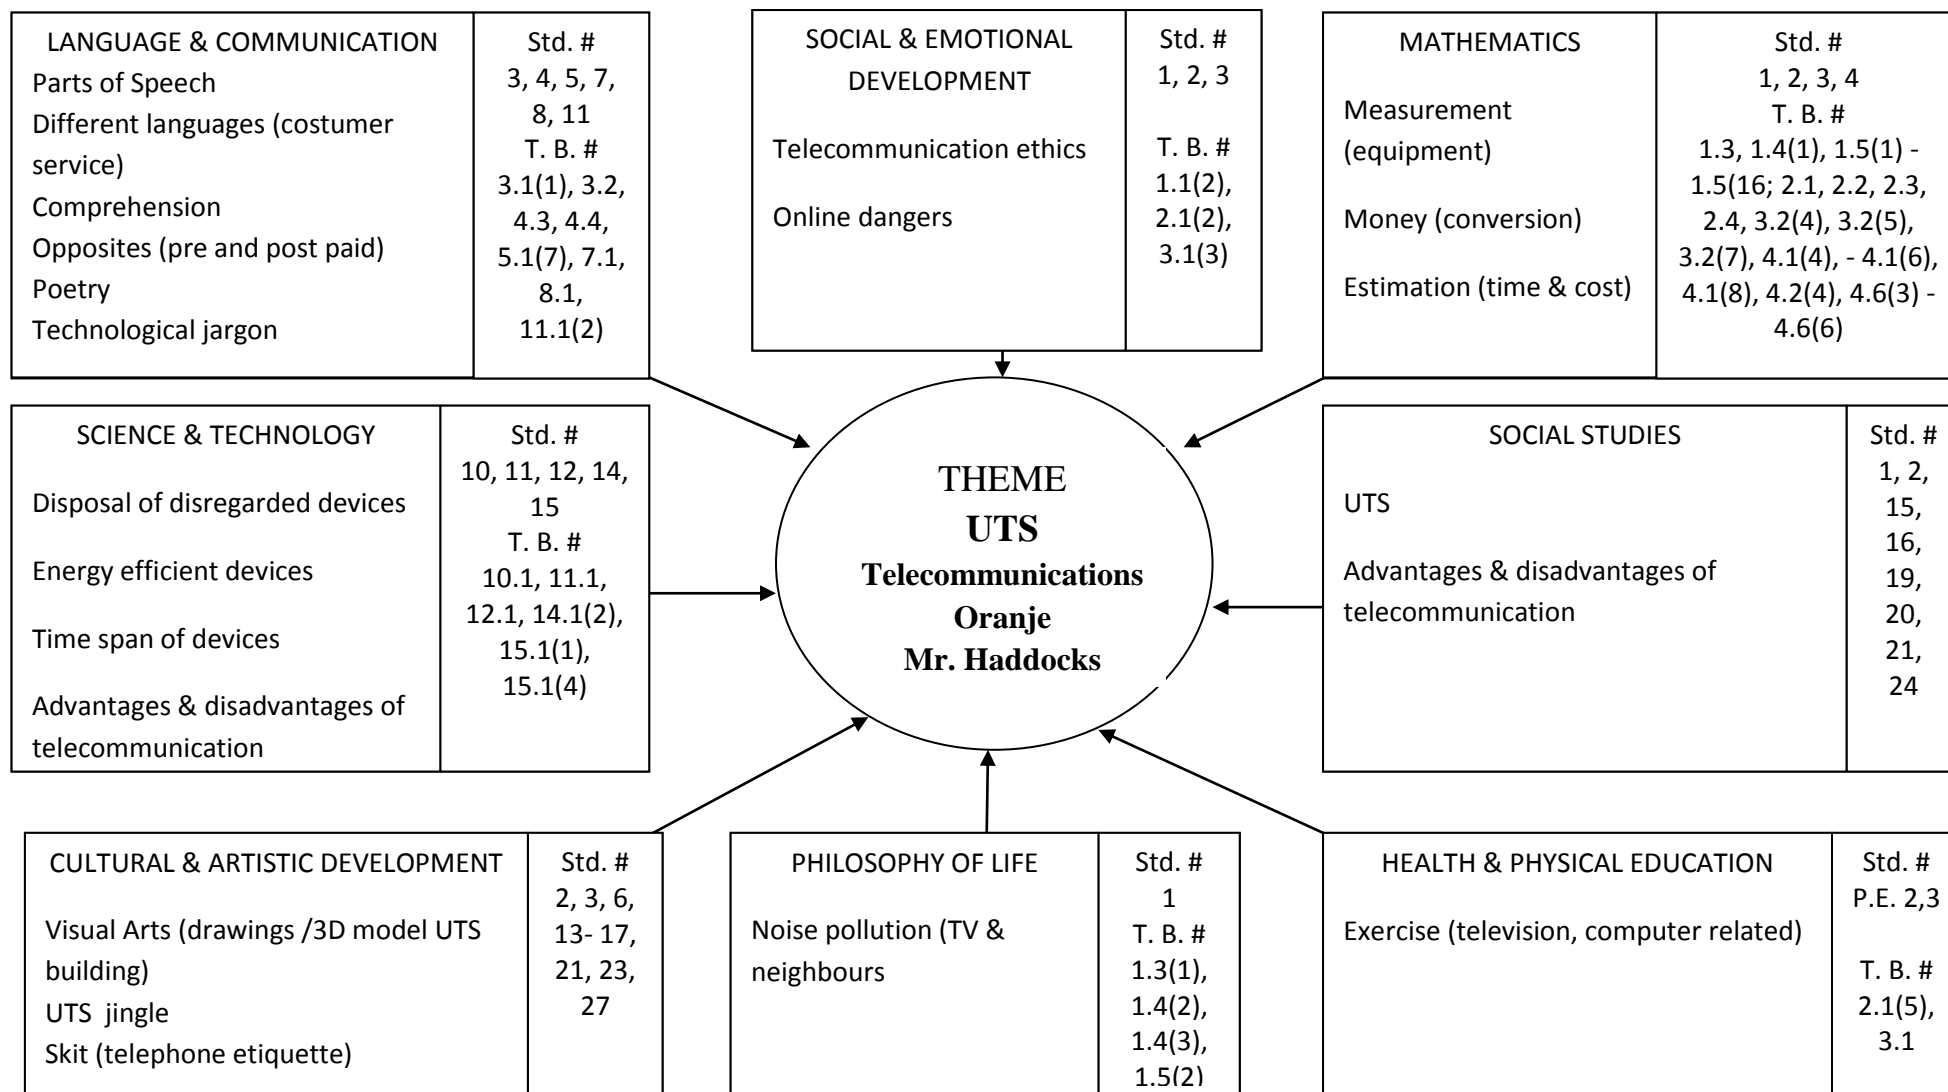 LANGUAGE & COMMUNICATION
Parts of Speech
Different languages (costumer
service)
Comprehension
Opposites (pre and post paid)
Poetry
Technological jargon
Std. #
3, 4, 5, 7,
8, 11
T. B. #
3.1(1), 3.2,
4.3, 4.4,
5.1(7), 7.1,
8.1,
11.1(2)
SOCIAL & EMOTIONAL
DEVELOPMENT
Telecommunication ethics
Online dangers
Std. #
1, 2, 3
T. B. #
1.1(2),
2.1(2),
3.1(3)
MATHEMATICS
Measurement
(equipment)
Money (conversion)
Estimation (time & cost)
Std. #
1, 2, 3, 4
T. B. #
1.3, 1.4(1), 1.5(1) -
1.5(16; 2.1, 2.2, 2.3,
2.4, 3.2(4), 3.2(5),
3.2(7), 4.1(4), - 4.1(6),
4.1(8), 4.2(4), 4.6(3) -
4.6(6)
SCIENCE & TECHNOLOGY
Disposal of disregarded devices
Energy efficient devices
Time span of devices
Advantages & disadvantages of
telecommunication
Std. #
10, 11, 12, 14,
15
T. B. #
10.1, 11.1,
12.1, 14.1(2),
15.1(1),
15.1(4)
THEME
UTS
Telecommunications
Oranje
Mr. Haddocks
SOCIAL STUDIES
UTS
Advantages & disadvantages of
telecommunication
Std. #
1, 2,
15,
16,
19,
20,
21,
24
CULTURAL & ARTISTIC DEVELOPMENT
Visual Arts (drawings /3D model UTS
building)
UTS jingle
Skit (telephone etiquette)
Std. #
2, 3, 6,
13- 17,
21, 23,
27
PHILOSOPHY OF LIFE
Noise pollution (TV &
neighbours
Std. #
1
T. B. #
1.3(1),
1.4(2),
1.4(3),
1.5(2)
HEALTH & PHYSICAL EDUCATION
Exercise (television, computer related)
Std. #
P.E. 2,3
T. B. #
2.1(5),
3.1